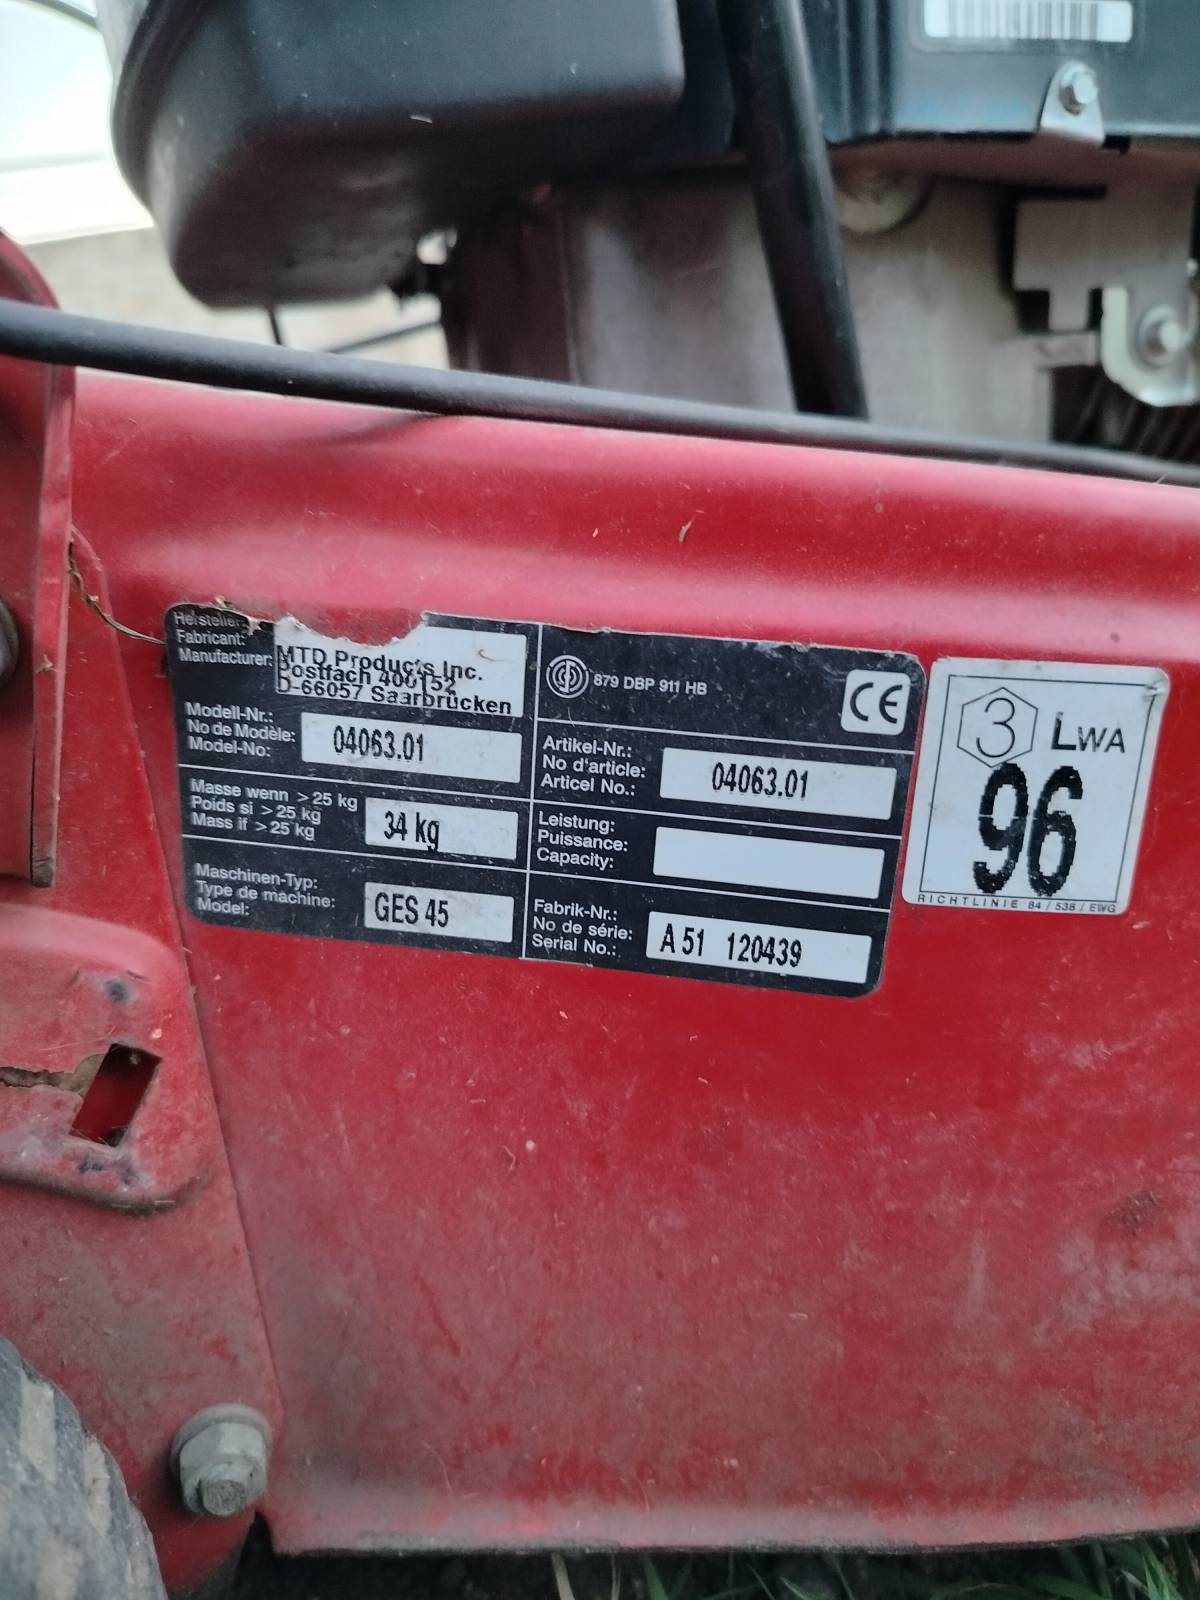 Hersteller:
Fabricant:
Manufacturer:
MTD Products Inc.
Postfach 400152
D-66057 Saarbrücken
Modell-Nr.:
No de Modèle:
Model-No:
04063.01
Masse wenn > 25 kg
Poids si > 25 kg
Mass if > 25 kg
34 kg
Maschinen-Typ:
Type de machine:
Model:
GES 45
879 DBP 911 HB
CE
Artikel-Nr.:
No d'article:
Articel No.:
04063.01
Leistung:
Puissance:
Capacity:
Fabrik-Nr.:
No de série:
Serial No.:
A 51 120439
3 LWA
96
RICHTLINIE 84 / 538 / EWG